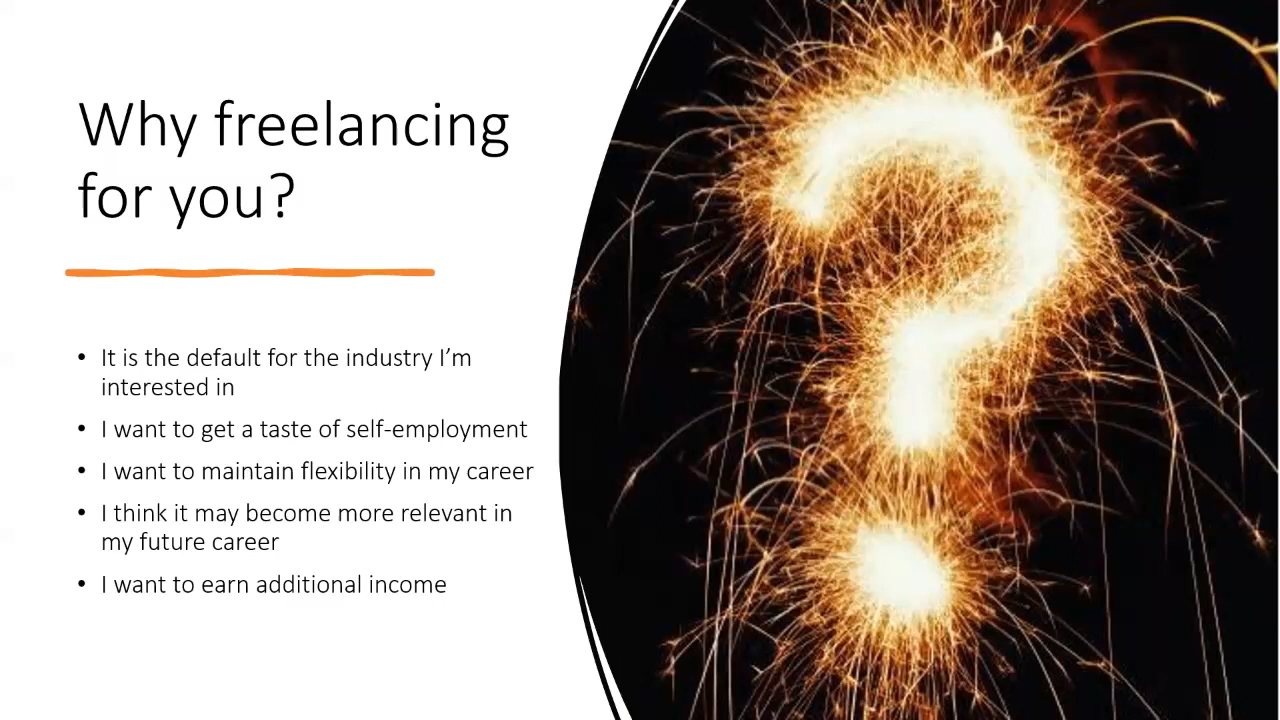 Why freelancing
for you?
• It is the default for the industry I’m
interested in
• I want to get a taste of self-employment
• I want to maintain flexibility in my career
• I think it may become more relevant in
my future career
• I want to earn additional income